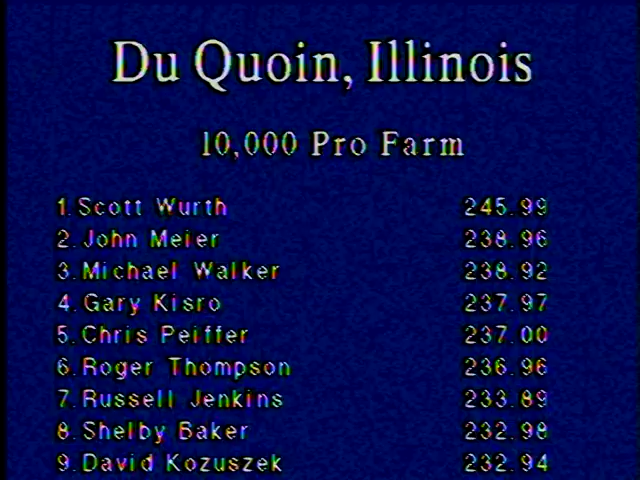 Du Quoin, Illinois
10,000 Pro Farm
1. Scott Wurth 245.99
2. John Meier 238.96
3. Michael Walker 238.92
4. Gary Kisro 237.97
5. Chris Peiffer 237.00
6. Roger Thompson 236.96
7. Russell Jenkins 233.89
8. Shelby Baker 232.98
9. David Kozuszek 232.94